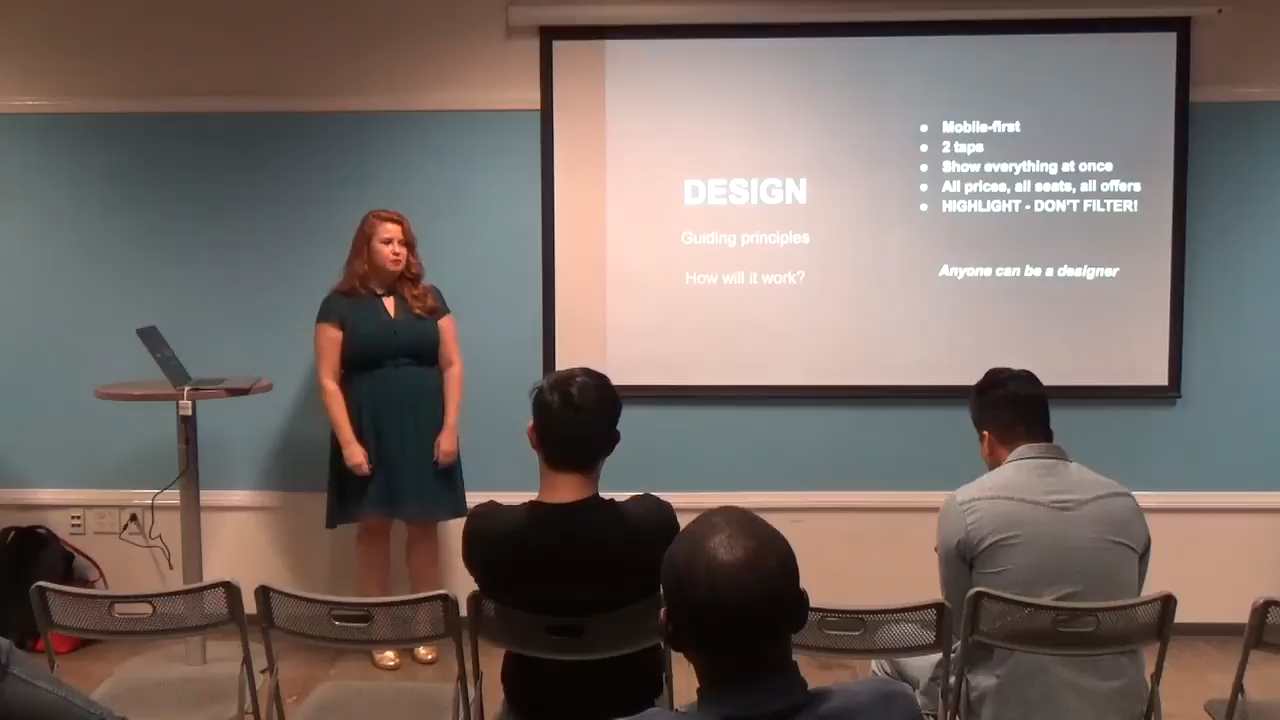 DESIGN
Guiding principles
How will it work?
● Mobile-first
● 2 taps
● Show everything at once
● All prices, all seats, all offers
● HIGHLIGHT - DON'T FILTER!
Anyone can be a designer